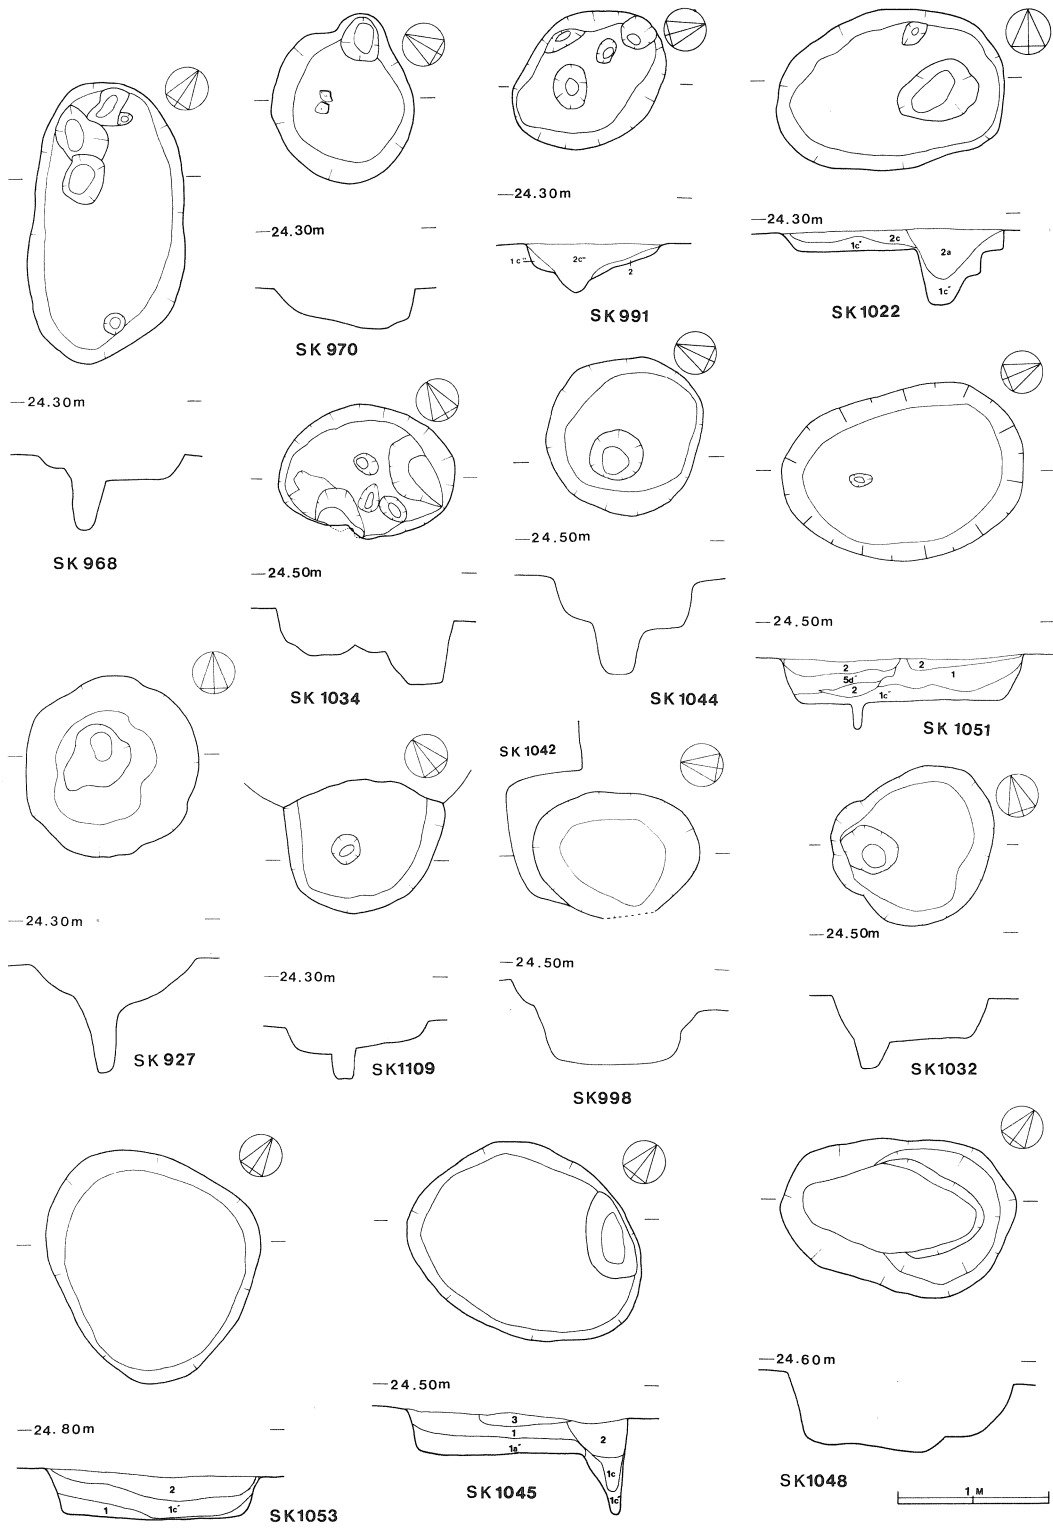 24.30m
SK 968
24.30m
SK 970
24.30m
1c"
2c"
2
SK 991
24.30m
1c"
2c
2a
1c"
SK 1022
24.50m
SK 1034
24.50m
SK 1044
24.50m
2
5d"
2
1c"
2
1
SK 1051
24.30m
SK 927
24.30m
SK1109
SK 1042
24.50m
SK998
24.50m
SK1032
24.80m
2
1c"
1
SK1053
24.50m
3
1
1a"
2
1c
1c"
SK 1045
24.60m
SK1048
1 M